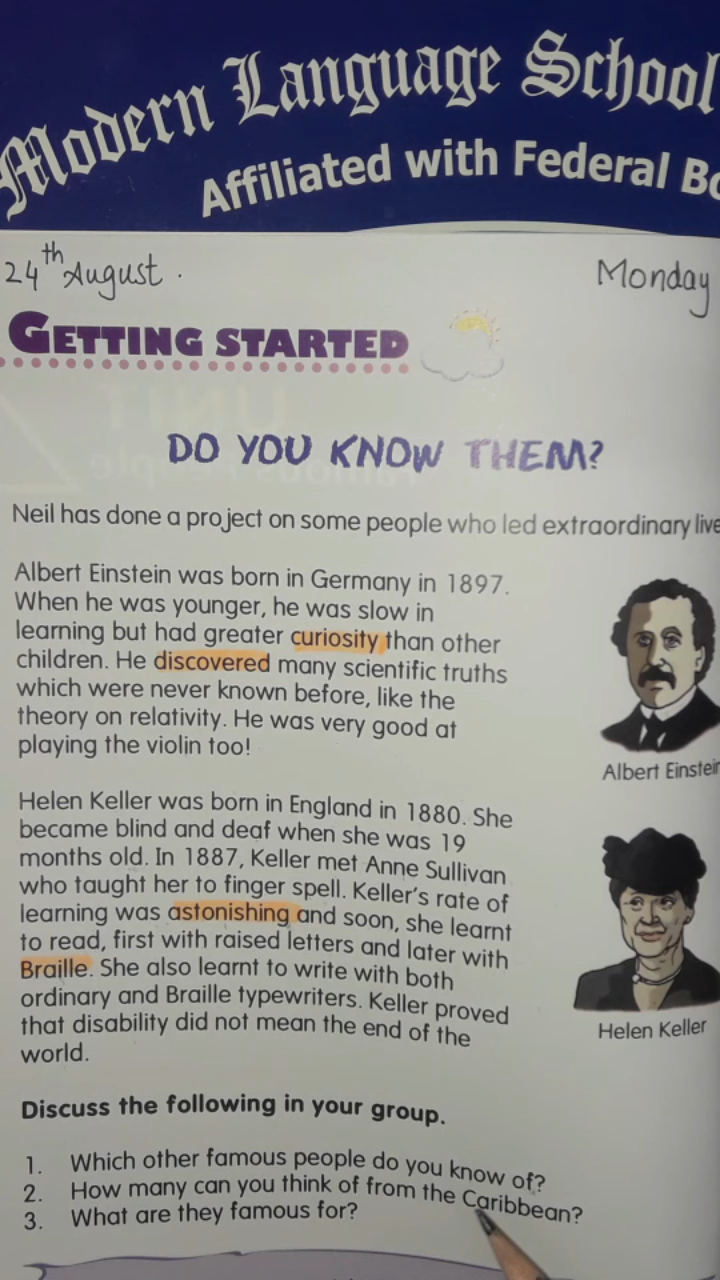 Modern Language School
Affiliated with Federal
24th August.
Monday
GETTING STARTED
DO YOU KNOW THEM?
Neil has done a project on some people who led extraordinary live
Albert Einstein was born in Germany in 1897.
When he was younger, he was slow in
learning but had greater curiosity than other
children. He discovered many scientific truths
which were never known before, like the
theory on relativity. He was very good at
playing the violin too!
Albert Einstein
Helen Keller was born in England in 1880. She
became blind and deaf when she was 19
months old. In 1887, Keller met Anne Sullivan
who taught her to finger spell. Keller's rate of
learning was astonishing and soon, she learnt
to read, first with raised letters and later with
Braille. She also learnt to write with both
ordinary and Braille typewriters. Keller proved
that disability did not mean the end of the
world.
Helen Keller
Discuss the following in your group.
1. Which other famous people do you know of?
2. How many can you think of from the Caribbean?
3. What are they famous for?